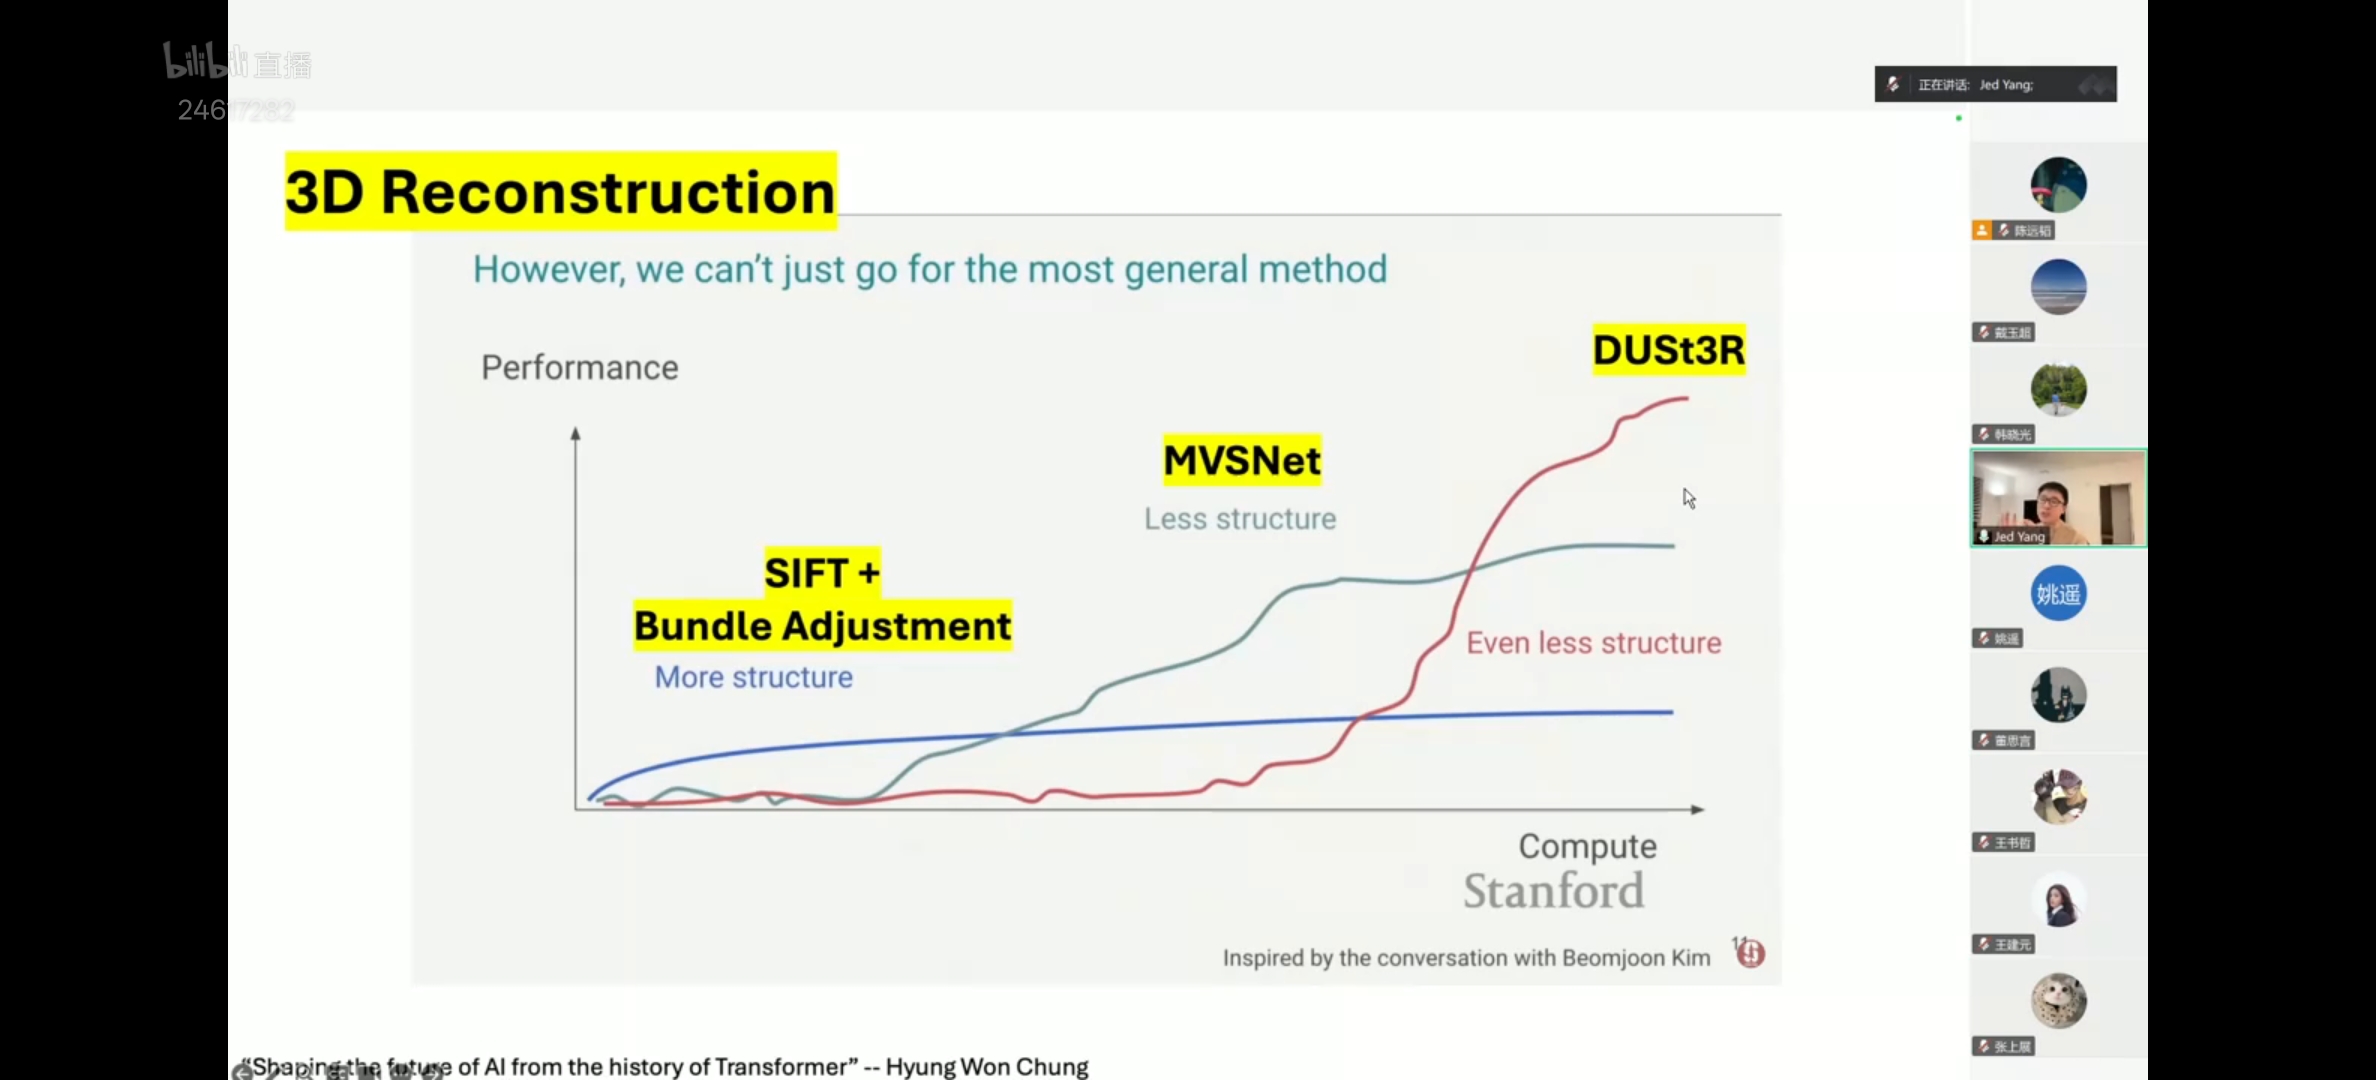 bilibili 直播
24617282
正在讲话: Jed Yang;
3D Reconstruction
However, we can't just go for the most general method
Performance
DUSt3R
MVSNet
Less structure
SIFT +
Bundle Adjustment
More structure
Even less structure
Compute
Stanford
Inspired by the conversation with Beomjoon Kim
11
“Shaping the future of AI from the history of Transformer” -- Hyung Won Chung
陈远韬
戴玉超
韩晓光
Jed Yang
姚遥
姚遥
董思言
王书哲
王建元
张上展